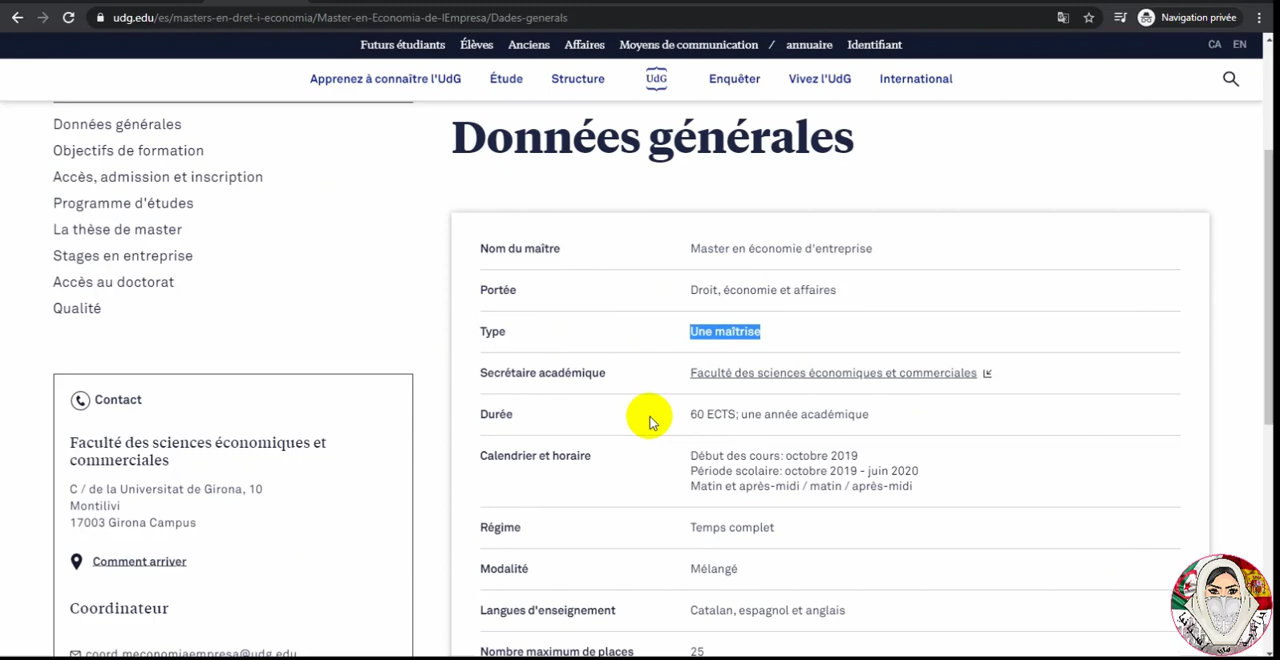 udg.edu/es/masters-en-dret-i-economia/Master-en-Economia-de-lEmpresa/Dades-generals
Navigation privée
Futurs étudiants Élèves Anciens Affaires Moyens de communication / annuaire Identifiant
CA EN
Apprenez à connaître l'UdG Étude Structure UdG Enquêter Vivez l'UdG International
Données générales
Objectifs de formation
Accès, admission et inscription
Programme d'études
La thèse de master
Stages en entreprise
Accès au doctorat
Qualité
Contact
Faculté des sciences économiques et
commerciales
C / de la Universitat de Girona, 10
Montilivi
17003 Girona Campus
Comment arriver
Coordinateur
coord.meconomiaempresa@udg.edu
Données générales
Nom du maître Master en économie d'entreprise
Portée Droit, économie et affaires
Type Une maîtrise
Secrétaire académique Faculté des sciences économiques et commerciales
Durée 60 ECTS; une année académique
Calendrier et horaire Début des cours: octobre 2019
Période scolaire: octobre 2019 - juin 2020
Matin et après-midi / matin / après-midi
Régime Temps complet
Modalité Mélangé
Langues d'enseignement Catalan, espagnol et anglais
Nombre maximum de places 25